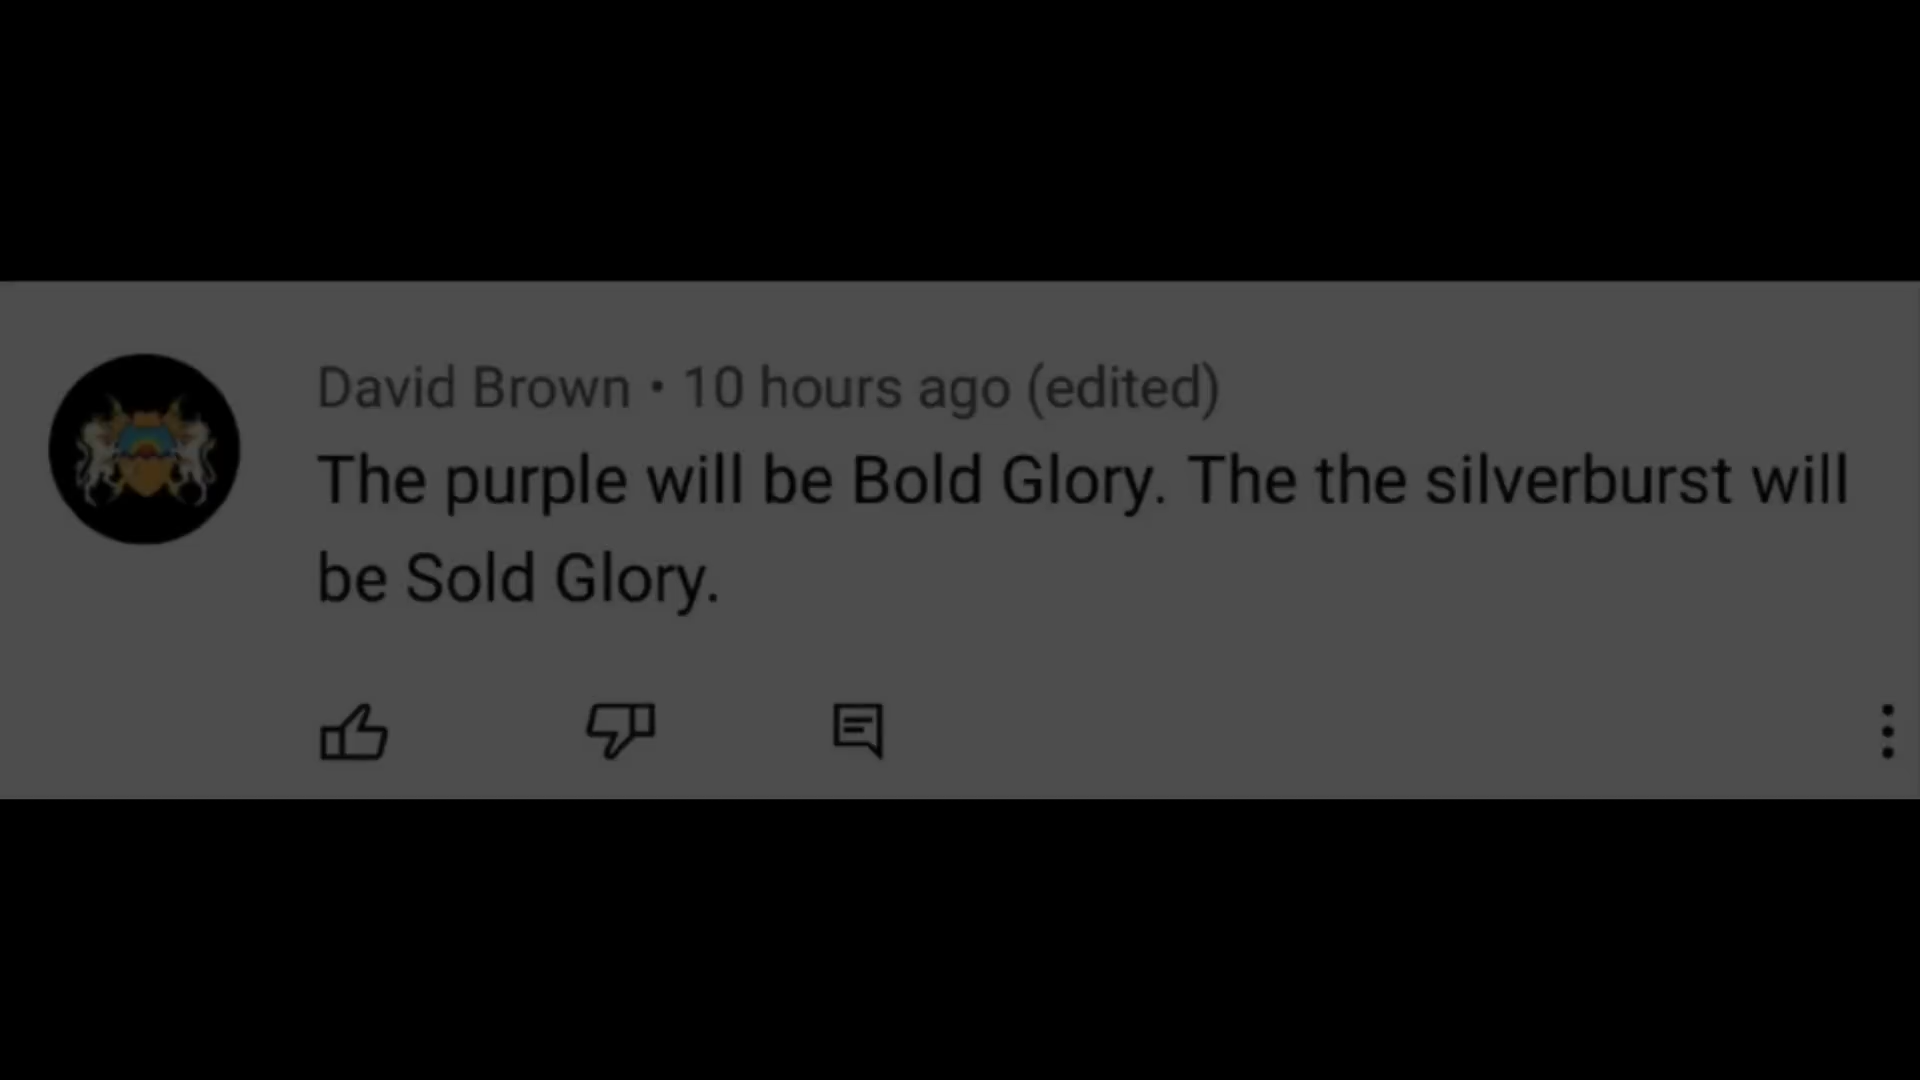 David Brown • 10 hours ago (edited)
The purple will be Bold Glory. The the silverburst will
be Sold Glory.